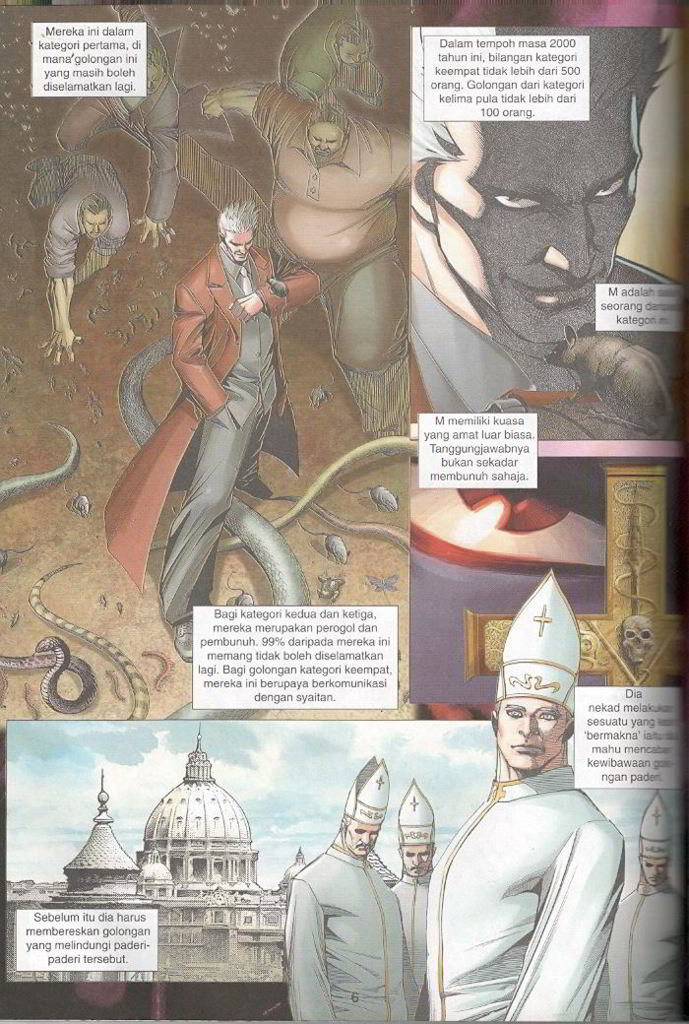 Mereka ini dalam
kategori pertama, di
mana golongan ini
yang masih boleh
diselamatkan lagi.
Dalam tempoh masa 2000
tahun ini, bilangan kategori
keempat tidak lebih dari 500
orang. Golongan dari kategori
kelima pula tidak lebih dari
100 orang.
M adalah
seorang
kategori
M memiliki kuasa
yang amat luar biasa.
Tanggungjawabnya
bukan sekadar
membunuh sahaja.
Bagi kategori kedua dan ketiga,
mereka merupakan perogol dan
pembunuh. 99% daripada mereka ini
memang tidak boleh diselamatkan
lagi. Bagi golongan kategori keempat,
mereka ini berupaya berkomunikasi
dengan syaitan.
Dia
nekad melakukan
sesuatu yang
'bermakna' iaitu
mahu mencabar
kewibawaan golo-
ngan paderi.
Sebelum itu dia harus
membereskan golongan
yang melindungi paderi-
paderi tersebut.
6